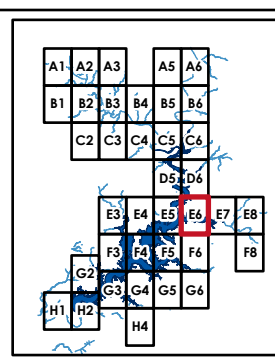 A1 A2 A3 A5 A6
B1 B2 B3 B4 B5 B6
C2 C3 C4 C5 C6
D5 D6
E3 E4 E5 E6 E7 E8
F3 F4 F5 F6 F8
G2
G3 G4 G5 G6
H1 H2
H4